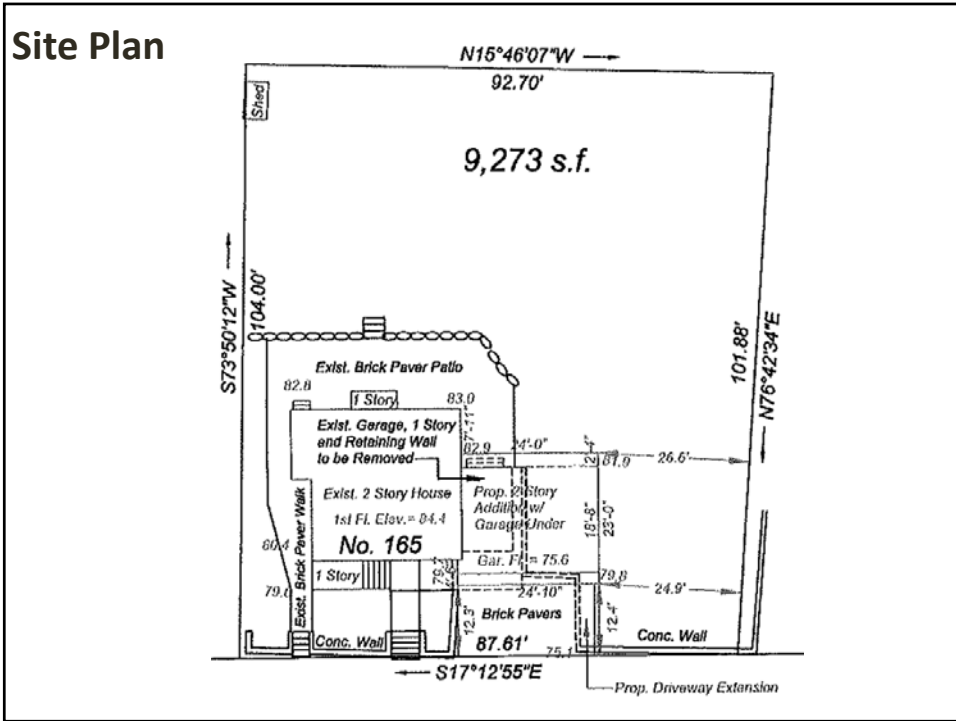 Site Plan
N15°46'07"W
92.70'
Shed
9,273 s.f.
S73°50'12"W
104.00'
101.88'
N76°42'34"E
Exist. Brick Paver Patio
82.8
1 Story
83.0
Exist. Garage, 1 Story
and Retaining Wall
to be Removed
7'-11"
82.9
24'-0"
2'-4"
81.9
26.6'
Exist. 2 Story House
1st Fl. Elev.= 84.4
No. 165
Prop. 2 Story
Addition w/
Garage Under
18'-8"
23'-0"
Exist. Brick Paver Walk
80.4
79.0
Gar. Fl = 75.6
1 Story
79.8
24'-10"
24.9'
12.3'
Brick Pavers
12.4'
Conc. Wall
87.61'
75.1
Conc. Wall
S17°12'55"E
Prop. Driveway Extension